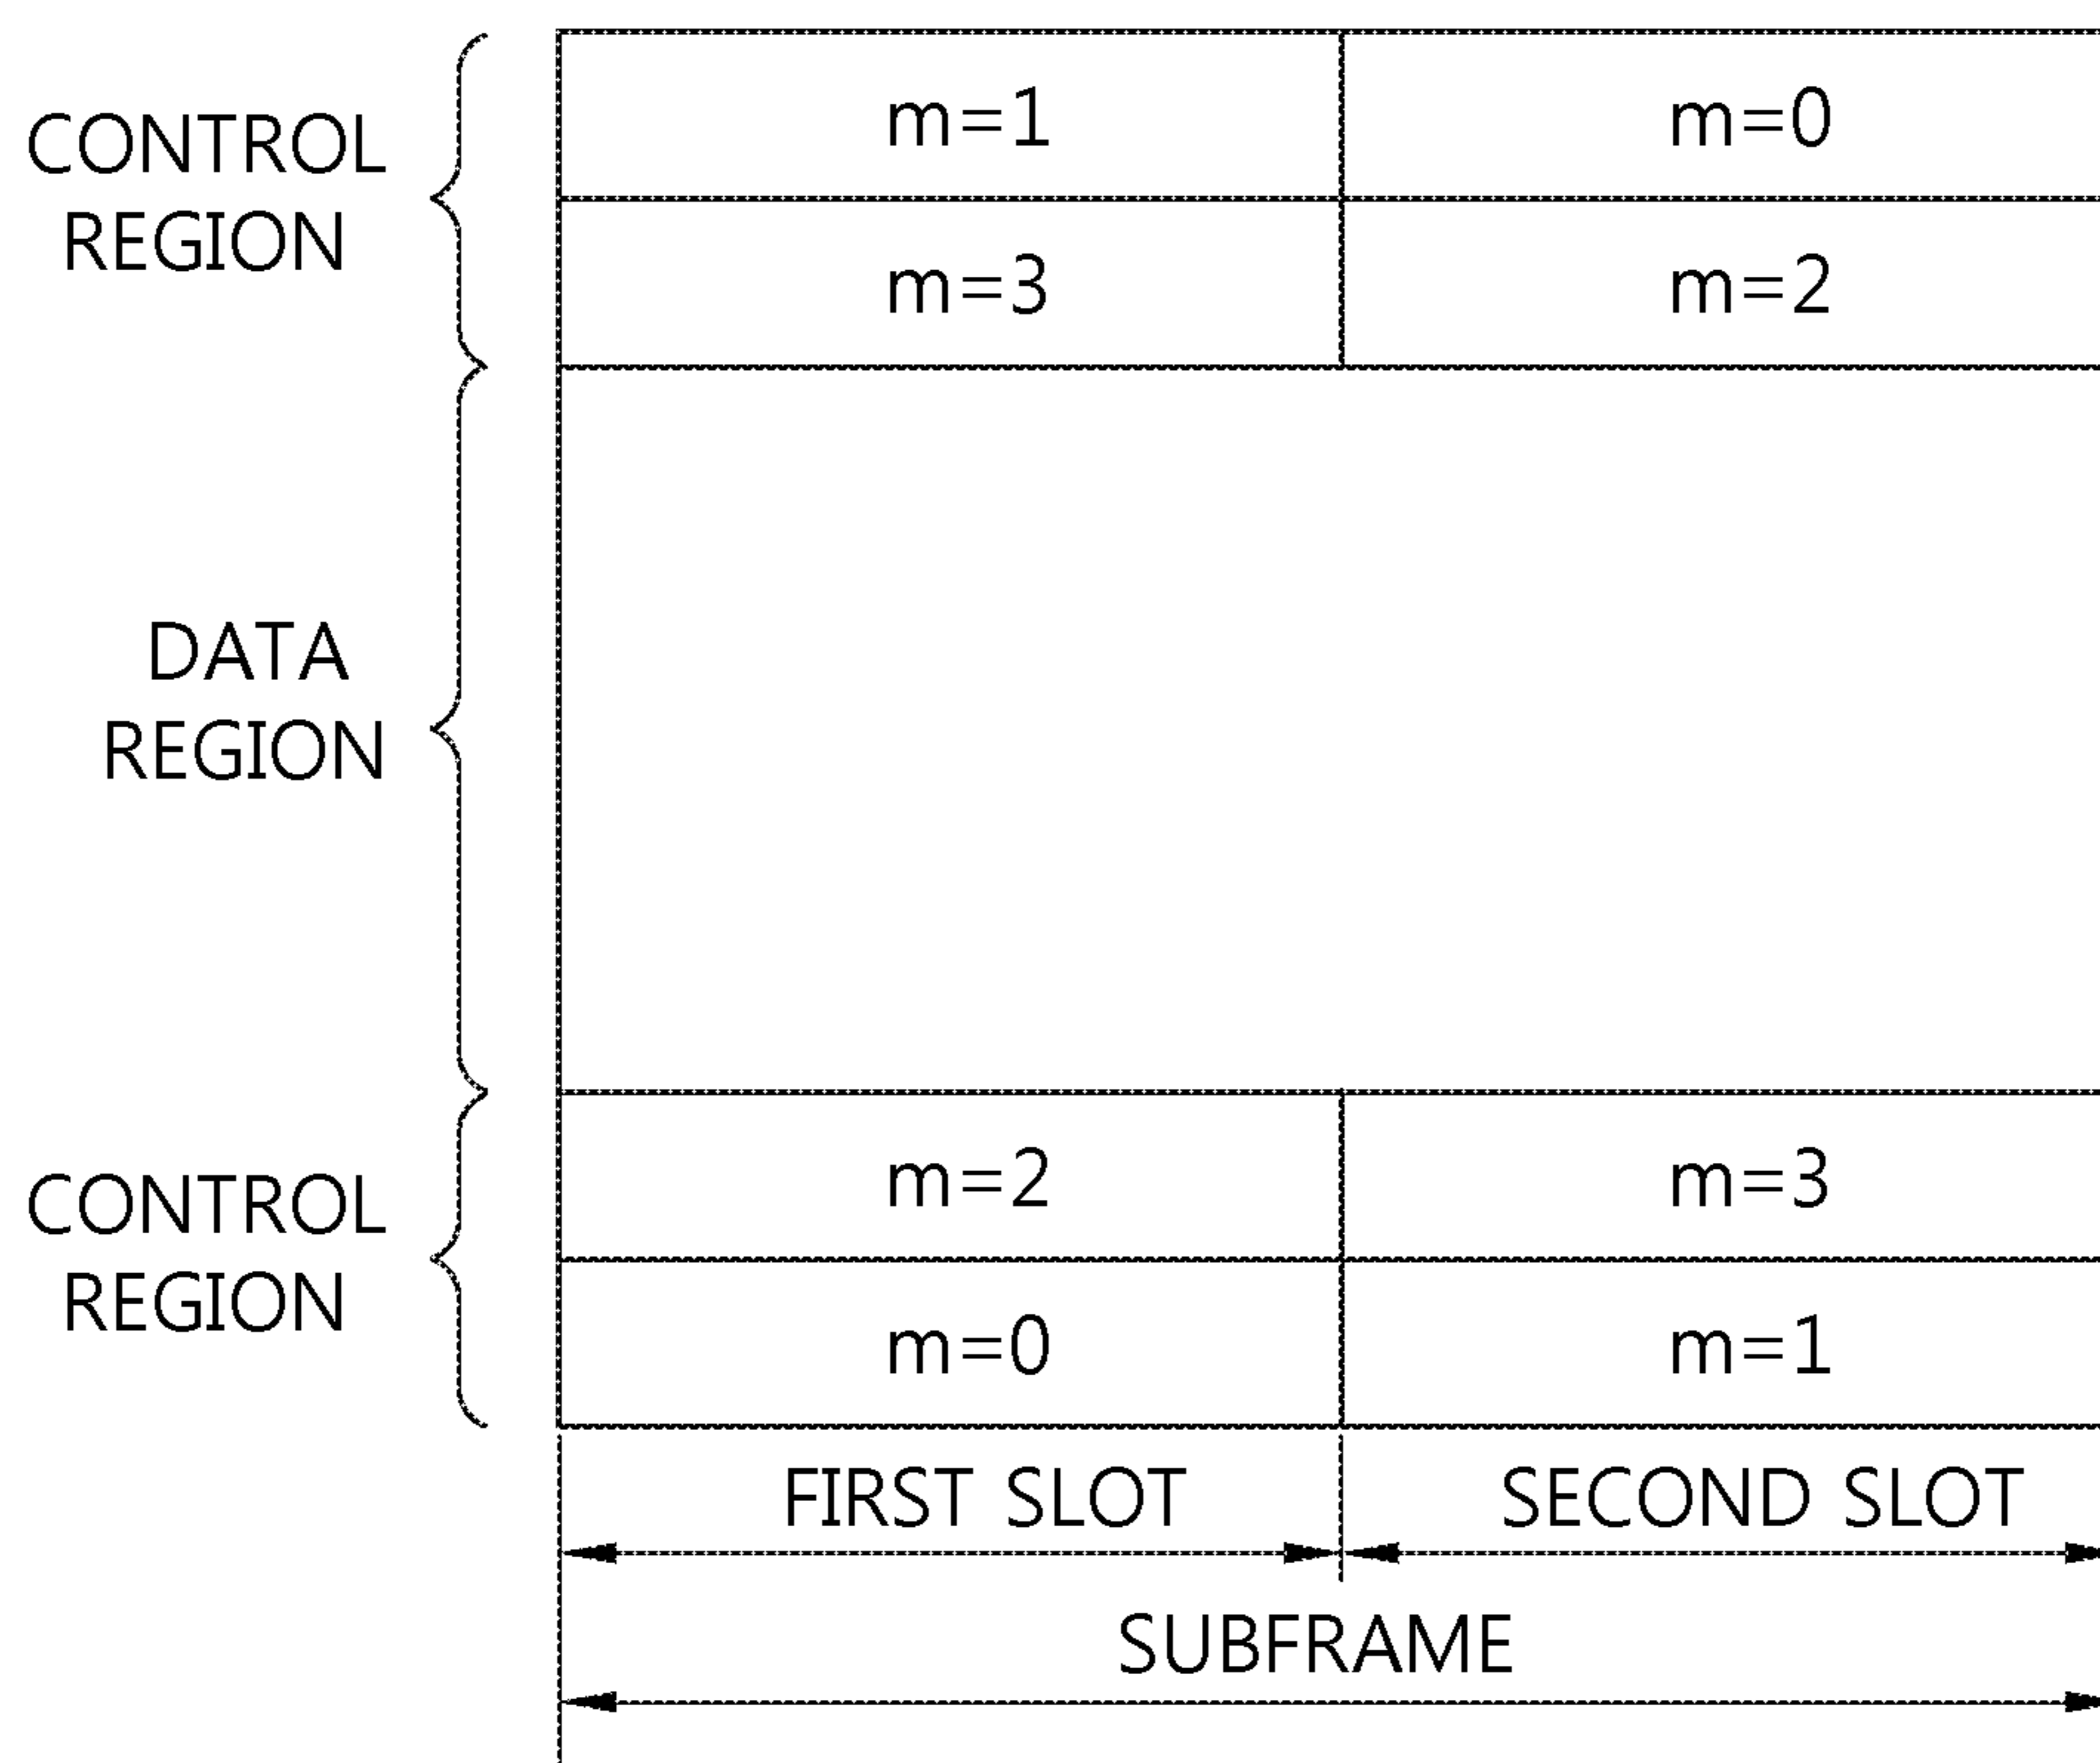 CONTROL
REGION
m=1
m=0
m=3
m=2
DATA
REGION
CONTROL
REGION
m=2
m=3
m=0
m=1
FIRST SLOT
SECOND SLOT
SUBFRAME